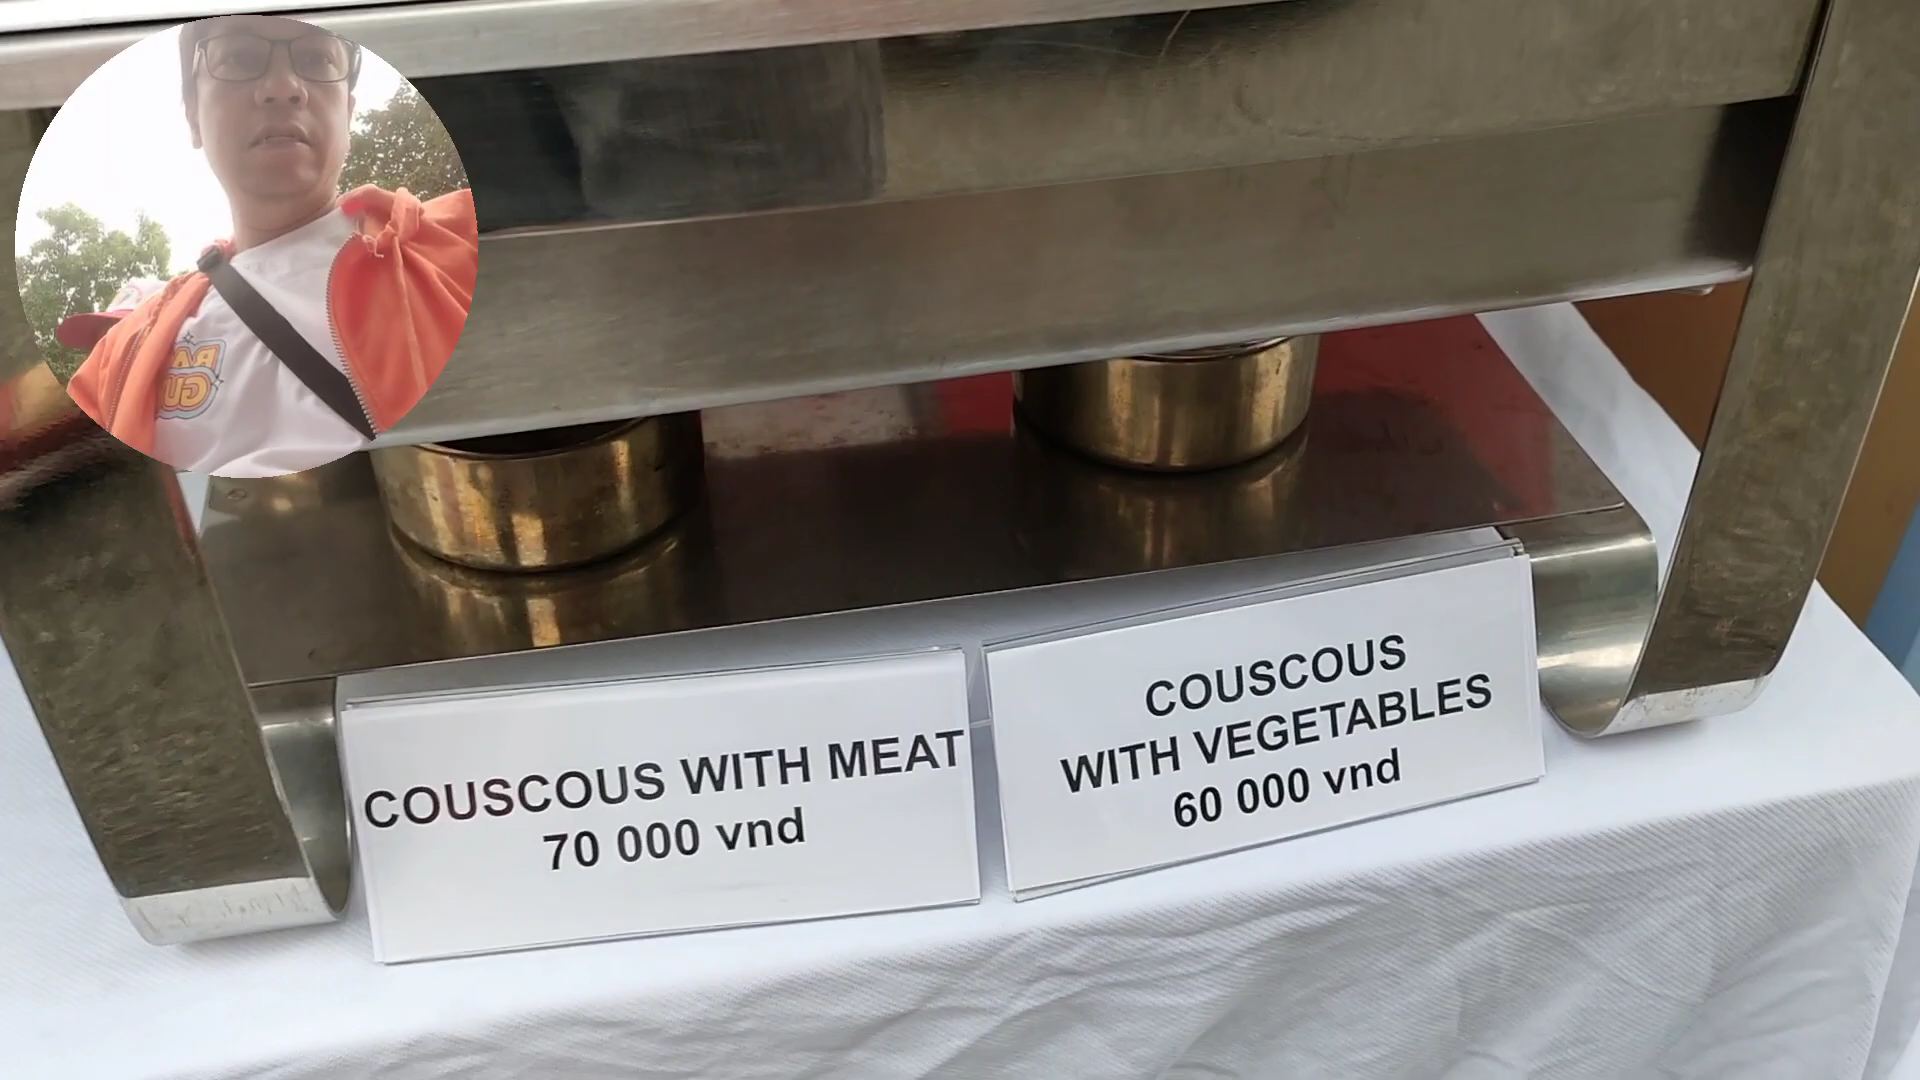 COUSCOUS WITH MEAT
70 000 vnd
COUSCOUS
WITH VEGETABLES
60 000 vnd